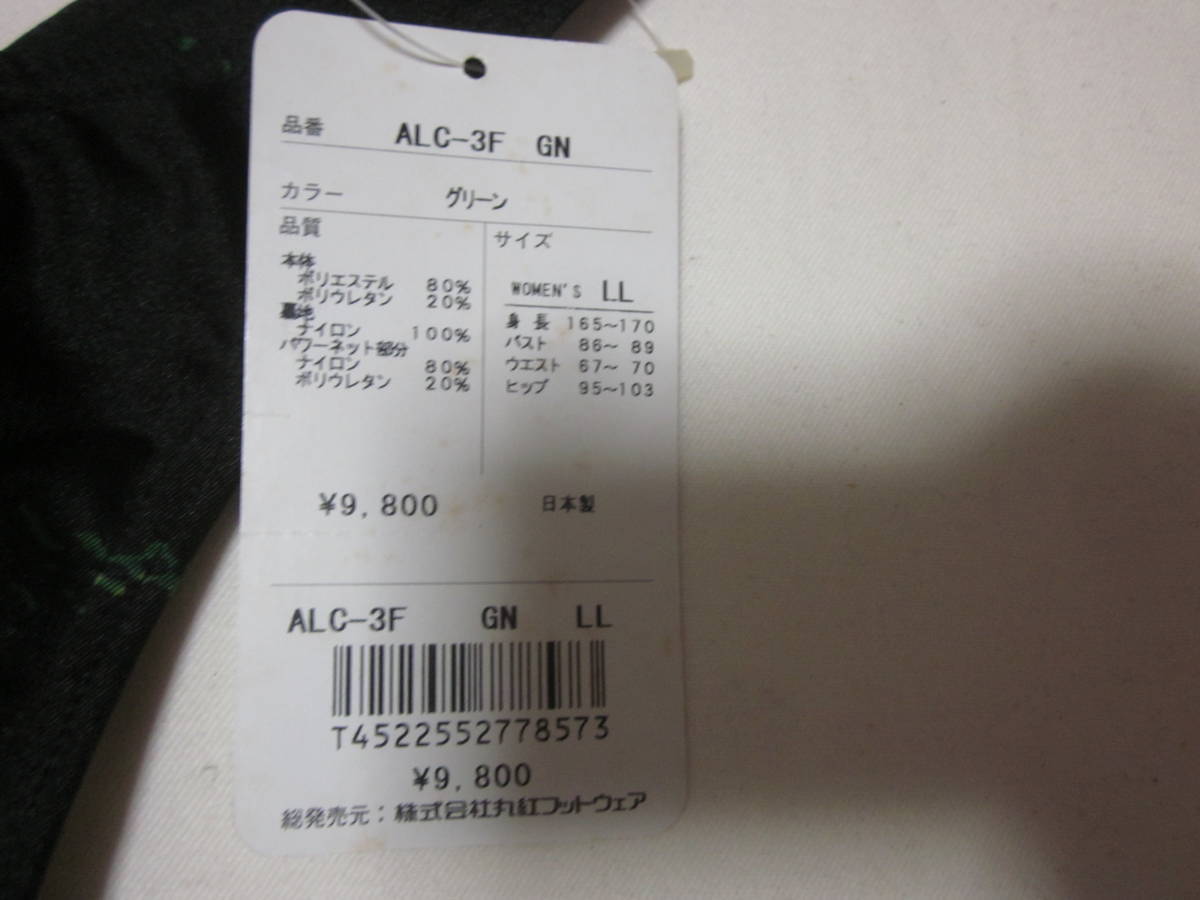 品番 ALC-3F GN
カラー グリーン
品質
本体
ポリエステル 80%
ポリウレタン 20%
裏地
ナイロン 100%
パワーネット部分
ナイロン 80%
ポリウレタン 20%
サイズ
WOMEN'S LL
身長 165~170
バスト 86~ 89
ウエスト 67~ 70
ヒップ 95~103
¥9,800 日本製
ALC-3F GN LL
T4522552778573
¥9,800
総発売元:株式会社丸紅フットウェア